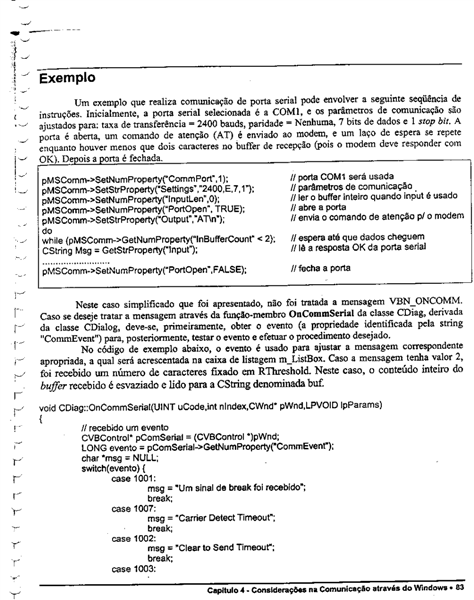 Exemplo
Um exemplo que realiza comunicação de porta serial pode envolver a seguinte seqüência de
instruções. Inicialmente, a porta serial selecionada é a COM1, e os parâmetros de comunicação são
ajustados para: taxa de transferência = 2400 bauds, paridade = Nenhuma, 7 bits de dados e 1 stop bit. A
porta é aberta, um comando de atenção (AT) é enviado ao modem, e um laço de espera se repete
enquanto houver menos que dois caracteres no buffer de recepção (pois o modem deve responder com
OK). Depois a porta é fechada.
pMSComm->SetNumProperty("CommPort",1); // porta COM1 será usada
pMSComm->SetStrProperty("Settings","2400,E,7,1"); // parâmetros de comunicação
pMSComm->SetNumProperty("InputLen",0); // ler o buffer inteiro quando input é usado
pMSComm->SetNumProperty("PortOpen", TRUE); // abre a porta
pMSComm->SetStrProperty("Output","AT\n"); // envia o comando de atenção p/ o modem
do
while (pMSComm->GetNumProperty("InBufferCount" < 2); // espera até que dados cheguem
CString Msg = GetStrProperty("Input"); // lê a resposta OK da porta serial
..............................
pMSComm->SetNumProperty("PortOpen",FALSE); // fecha a porta
Neste caso simplificado que foi apresentado, não foi tratada a mensagem VBN_ONCOMM.
Caso se deseje tratar a mensagem através da função-membro OnCommSerial da classe CDiag, derivada
da classe CDialog, deve-se, primeiramente, obter o evento (a propriedade identificada pela string
"CommEvent") para, posteriormente, testar o evento e efetuar o procedimento desejado.
No código de exemplo abaixo, o evento é usado para ajustar a mensagem correspondente
apropriada, a qual será acrescentada na caixa de listagem m_ListBox. Caso a mensagem tenha valor 2,
foi recebido um número de caracteres fixado em RThreshold. Neste caso, o conteúdo inteiro do
buffer recebido é esvaziado e lido para a CString denominada buf.
void CDiag::OnCommSerial(UINT uCode,int nIndex,CWnd* pWnd,LPVOID lpParams)
{
// recebido um evento
CVBControl* pComSerial = (CVBControl *)pWnd;
LONG evento = pComSerial->GetNumProperty("CommEvent");
char *msg = NULL;
switch(evento) {
case 1001:
msg = "Um sinal de break foi recebido";
break;
case 1007:
msg = "Carrier Detect Timeout";
break;
case 1002:
msg = "Clear to Send Timeout";
break;
case 1003:
Capítulo 4 - Considerações na Comunicação através do Windows • 83